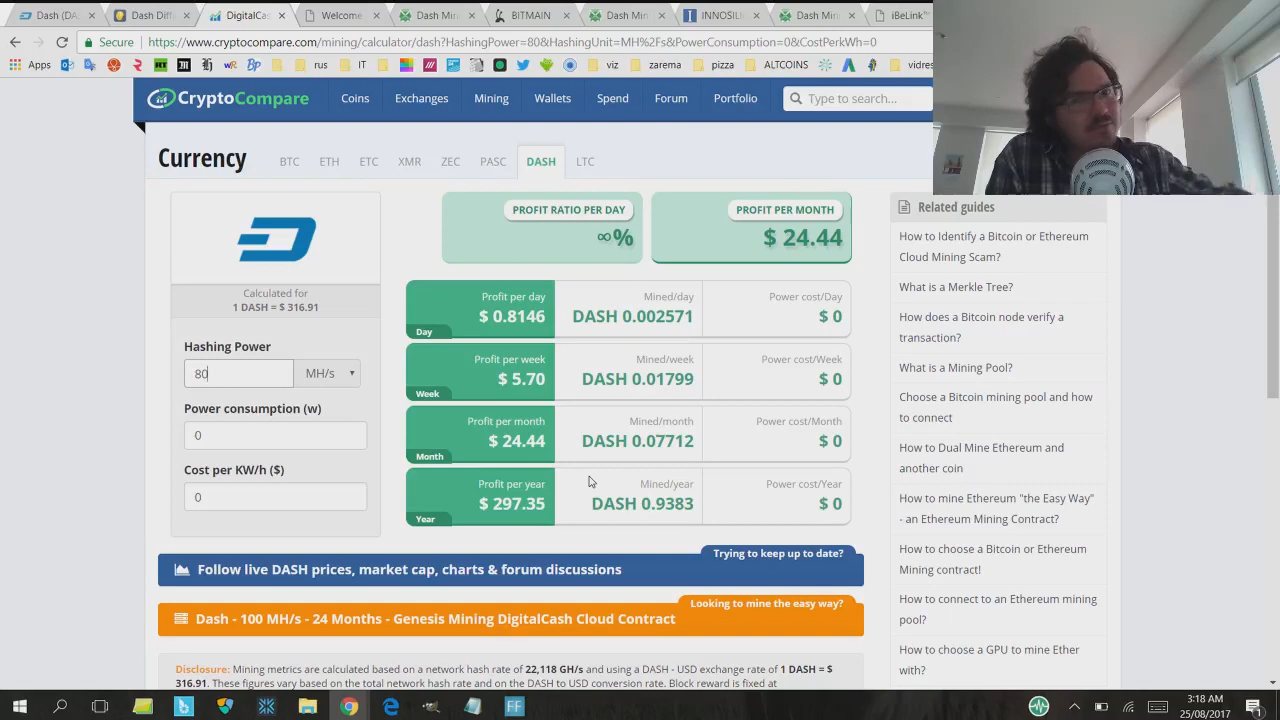 Dash (DA
Dash Diff
DigitalCas
Welcome
Dash Min
BITMAIN
Dash Min
INNOSILI
Dash Min
iBeLink
Secure
https://www.cryptocompare.com/mining/calculator/dash?HashingPower=80&HashingUnit=MH%2Fs&PowerConsumption=0&CostPerkWh=0
Apps
rus
IT
viz
zarema
pizza
ALTCOINS
vidres
CryptoCompare
Coins
Exchanges
Mining
Wallets
Spend
Forum
Portfolio
Type to search...
Currency
BTC
ETH
ETC
XMR
ZEC
PASC
DASH
LTC
Calculated for
1 DASH = $ 316.91
Hashing Power
80
MH/s
Power consumption (w)
0
Cost per KW/h ($)
0
PROFIT RATIO PER DAY
∞%
PROFIT PER MONTH
$ 24.44
Profit per day
$ 0.8146
Day
Mined/day
DASH 0.002571
Power cost/Day
$ 0
Profit per week
$ 5.70
Week
Mined/week
DASH 0.01799
Power cost/Week
$ 0
Profit per month
$ 24.44
Month
Mined/month
DASH 0.07712
Power cost/Month
$ 0
Profit per year
$ 297.35
Year
Mined/year
DASH 0.9383
Power cost/Year
$ 0
Trying to keep up to date?
Follow live DASH prices, market cap, charts & forum discussions
Looking to mine the easy way?
Dash - 100 MH/s - 24 Months - Genesis Mining DigitalCash Cloud Contract
Disclosure: Mining metrics are calculated based on a network hash rate of 22,118 GH/s and using a DASH - USD exchange rate of 1 DASH = $
316.91. These figures vary based on the total network hash rate and on the DASH to USD conversion rate. Block reward is fixed at
Related guides
How to Identify a Bitcoin or Ethereum
Cloud Mining Scam?
What is a Merkle Tree?
How does a Bitcoin node verify a
transaction?
What is a Mining Pool?
Choose a Bitcoin mining pool and how
to connect
How to Dual Mine Ethereum and
another coin
How to mine Ethereum "the Easy Way"
- an Ethereum Mining Contract?
How to choose a Bitcoin or Ethereum
Mining contract!
How to connect to an Ethereum mining
pool?
How to choose a GPU to mine Ether
with?
3:18 AM
25/08/2017